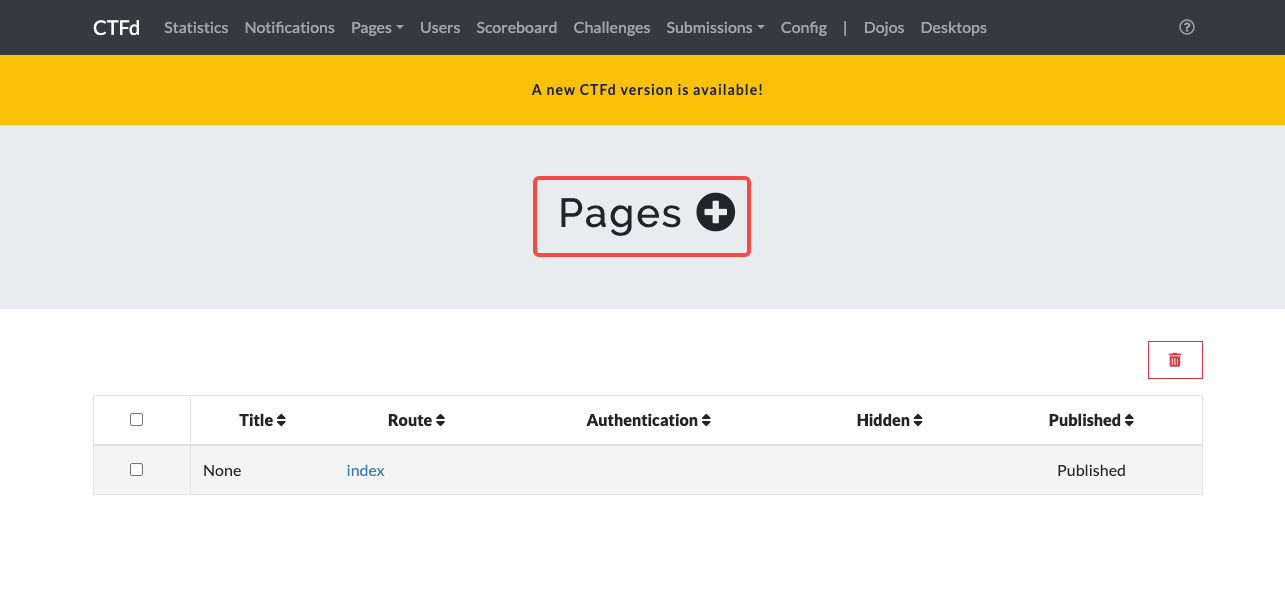 CTFd Statistics Notifications Pages Users Scoreboard Challenges Submissions Config | Dojos Desktops
A new CTFd version is available!
Pages
Title Route Authentication Hidden Published
None index Published